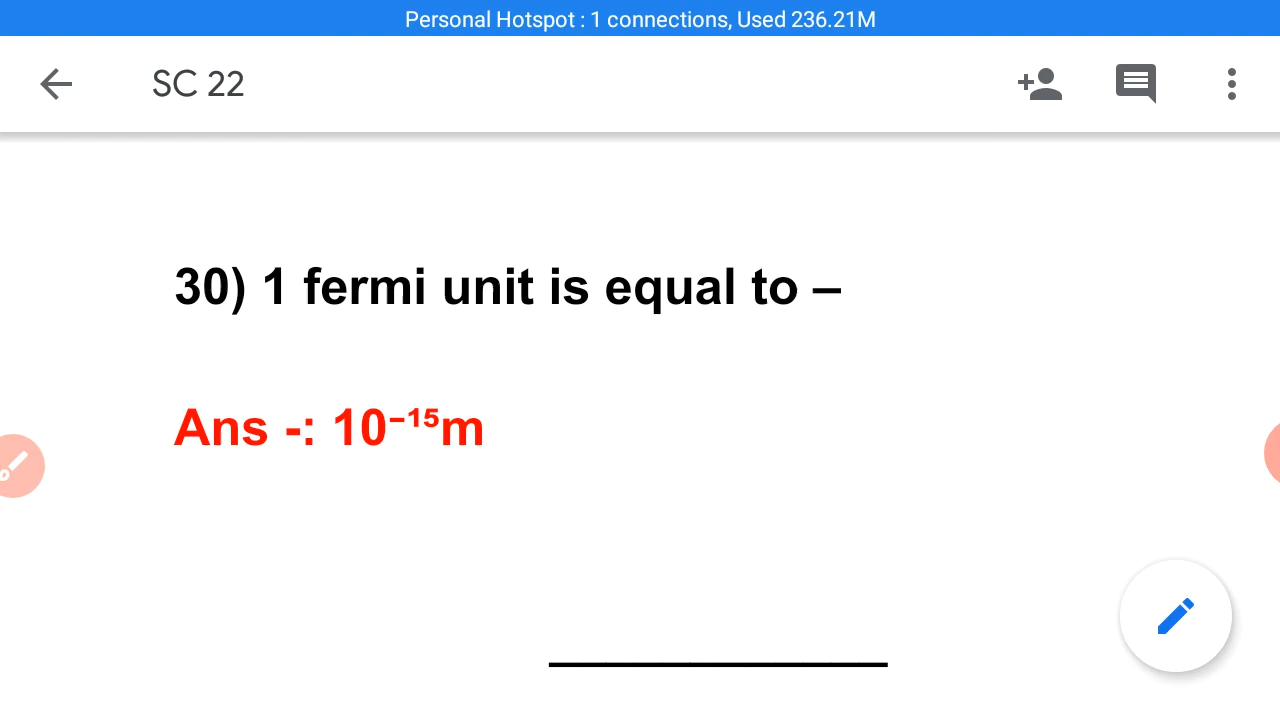 Personal Hotspot : 1 connections, Used 236.21M
SC 22
30) 1 fermi unit is equal to –
Ans -: 10⁻¹⁵m